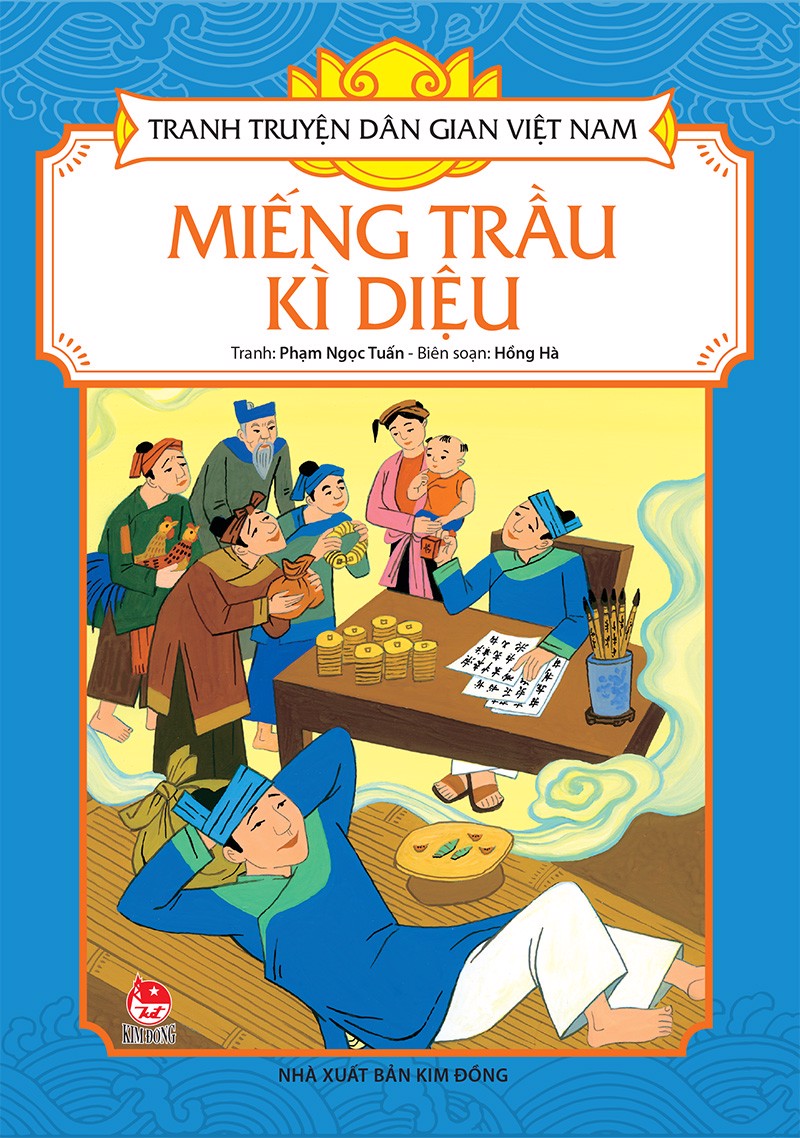 TRANH TRUYỆN DÂN GIAN VIỆT NAM
MIẾNG TRẦU
KÌ DIỆU
Tranh: Phạm Ngọc Tuấn - Biên soạn: Hồng Hà
KIM ĐỒNG
NHÀ XUẤT BẢN KIM ĐỒNG